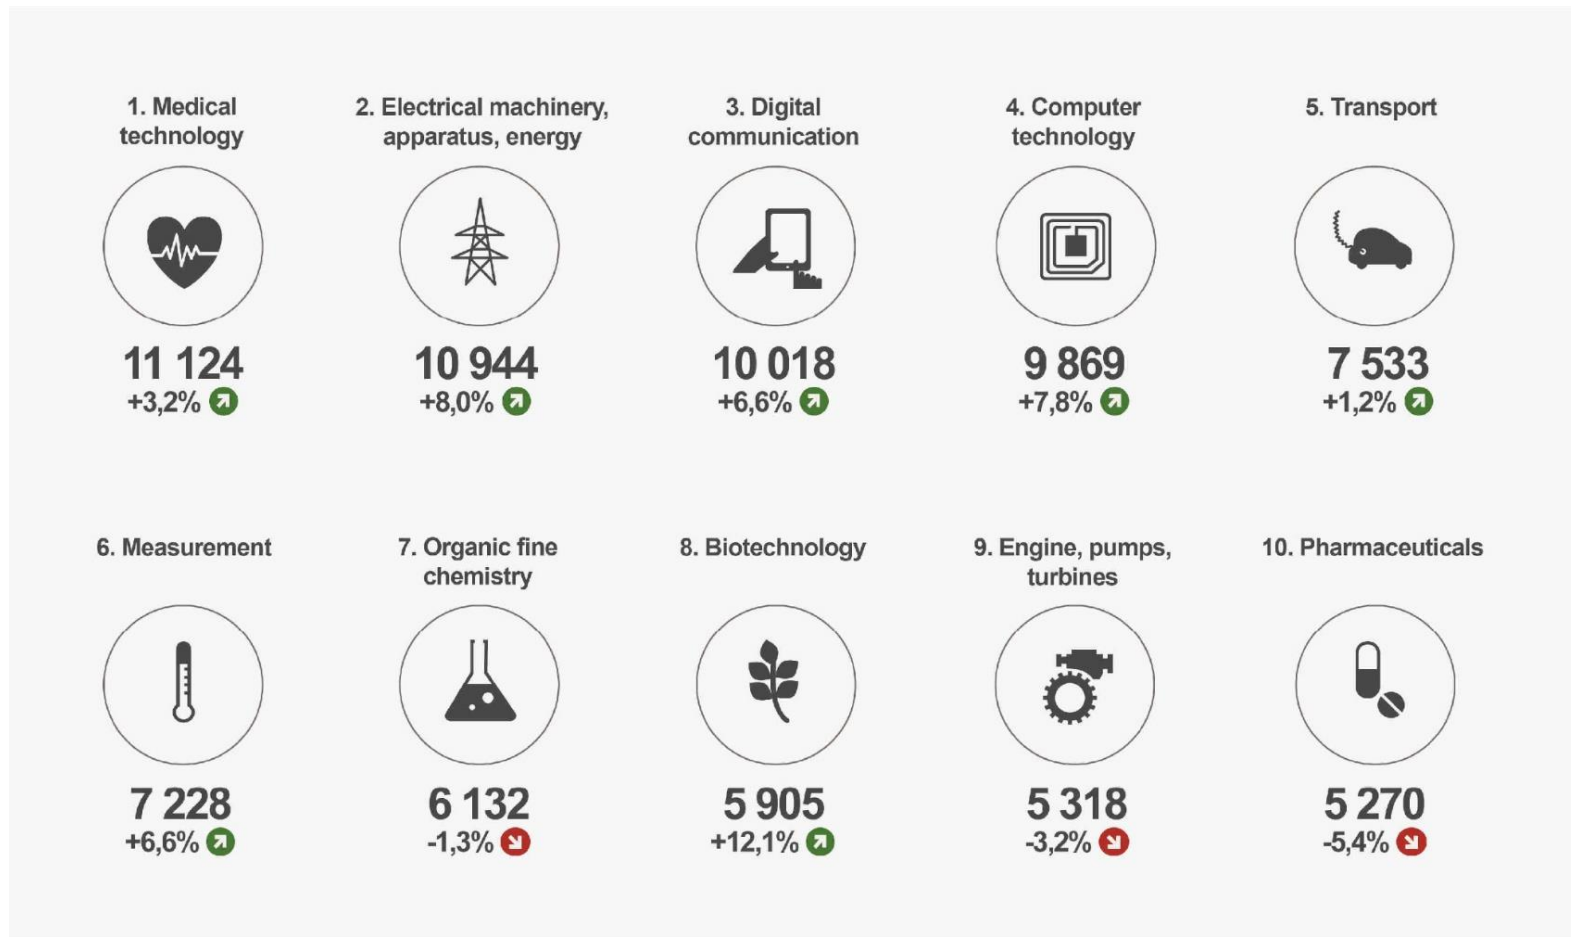 1. Medical
technology
11 124
+3,2%
2. Electrical machinery,
apparatus, energy
10 944
+8,0%
3. Digital
communication
10 018
+6,6%
4. Computer
technology
9 869
+7,8%
5. Transport
7 533
+1,2%
6. Measurement
7 228
+6,6%
7. Organic fine
chemistry
6 132
-1,3%
8. Biotechnology
5 905
+12,1%
9. Engine, pumps,
turbines
5 318
-3,2%
10. Pharmaceuticals
5 270
-5,4%